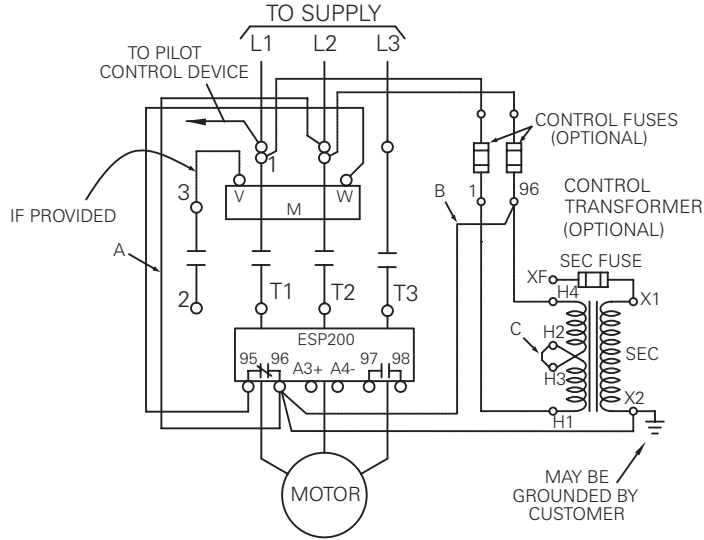 TO SUPPLY
L1 L2 L3
TO PILOT
CONTROL DEVICE
CONTROL FUSES
(OPTIONAL)
1
3
V M W
1 96
B
CONTROL
TRANSFORMER
(OPTIONAL)
IF PROVIDED
A
SEC FUSE
XF
H4 X1
2 T1 T2 T3
C H2
SEC
H3
ESP200
95 96 A3+ A4- 97 98
H1 X2
MOTOR
MAY BE
GROUNDED BY
CUSTOMER